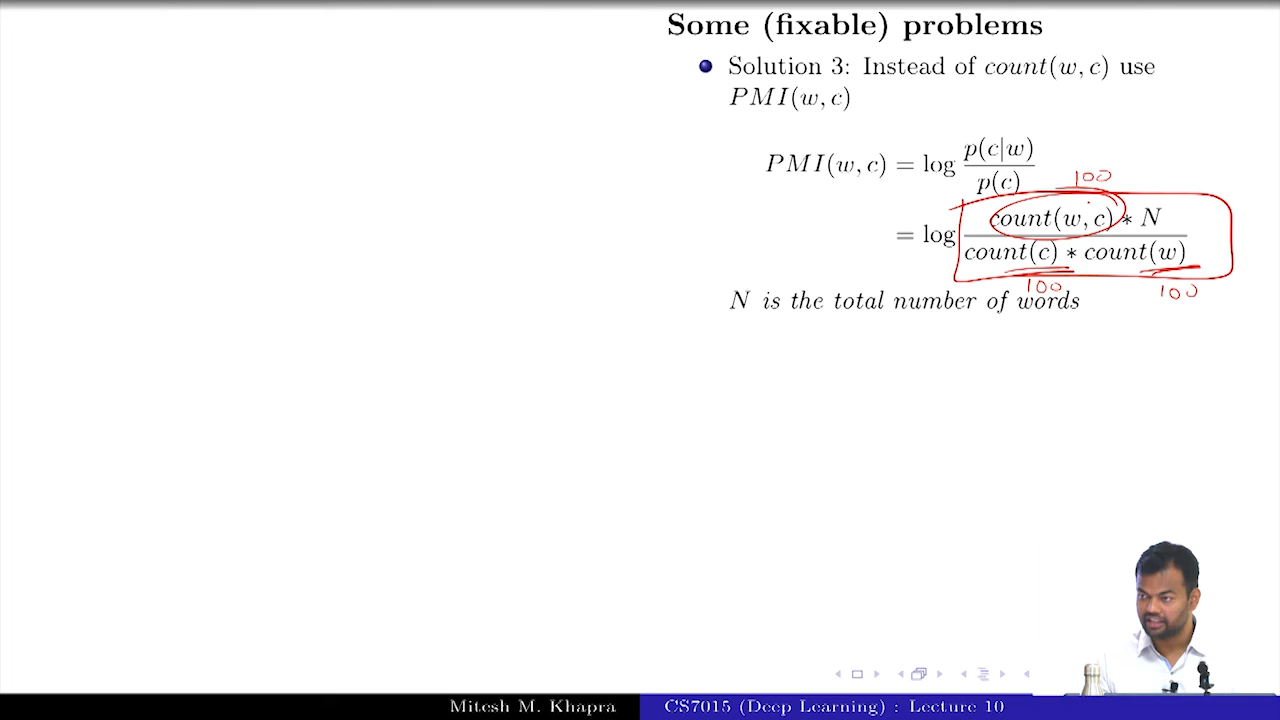 Some (fixable) problems
Solution 3: Instead of count(w, c) use
PMI(w, c)
PMI(w, c) = log p(c|w) / p(c)
100
= log count(w, c) ∗ N / count(c) ∗ count(w)
100 100
N is the total number of words
Mitesh M. Khapra CS7015 (Deep Learning) : Lecture 10